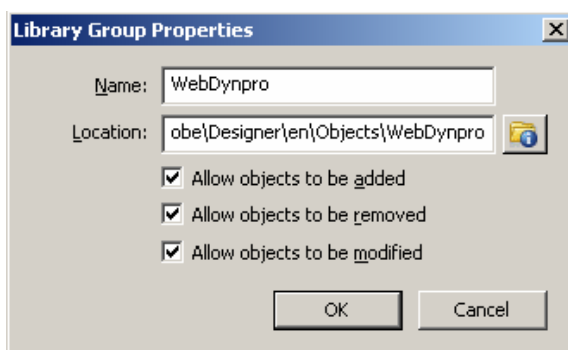 Library Group Properties
Name: WebDynpro
Location: obe\Designer\en\Objects\WebDynpro
Allow objects to be added
Allow objects to be removed
Allow objects to be modified
OK Cancel